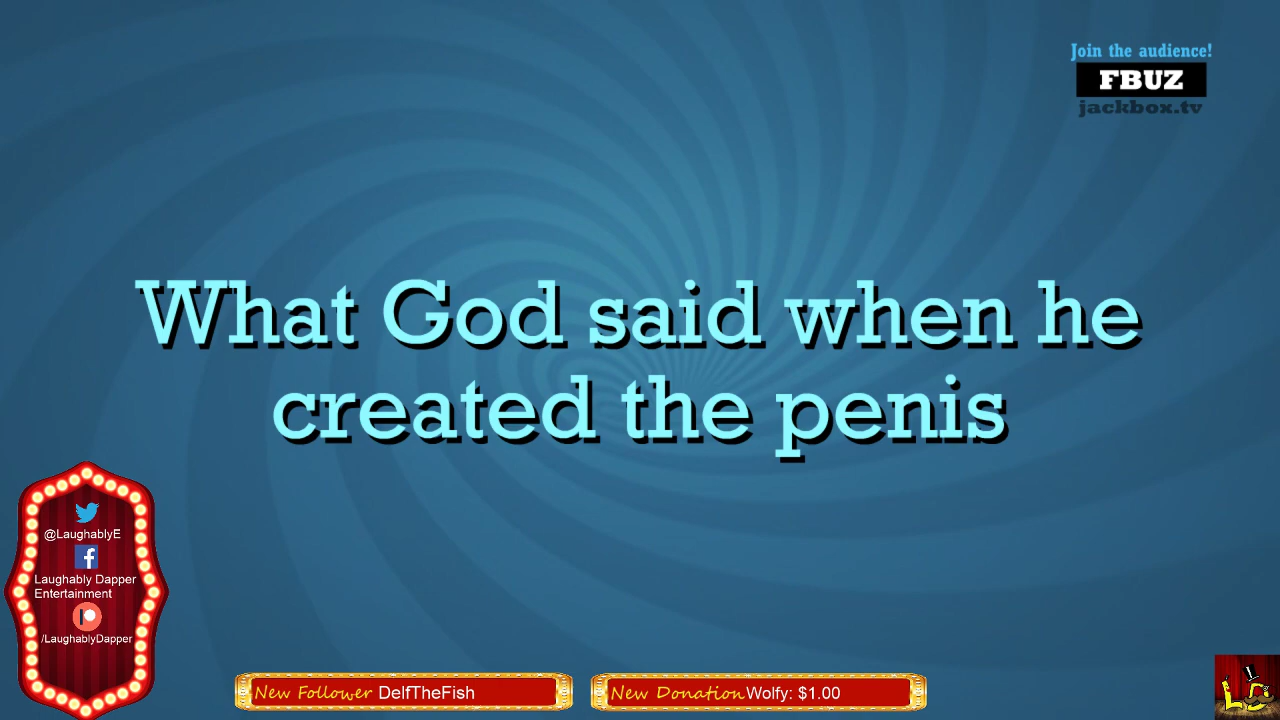 Join the audience!
FBUZ
jackbox.tv
What God said when he
created the penis
@LaughablyE
Laughably Dapper
Entertainment
/LaughablyDapper
New Follower DelfTheFish
New Donation Wolfy: $1.00
LD